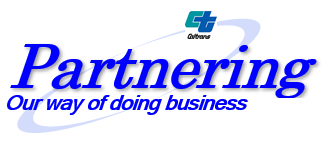 Caltrans
Partnering
Our way of doing business